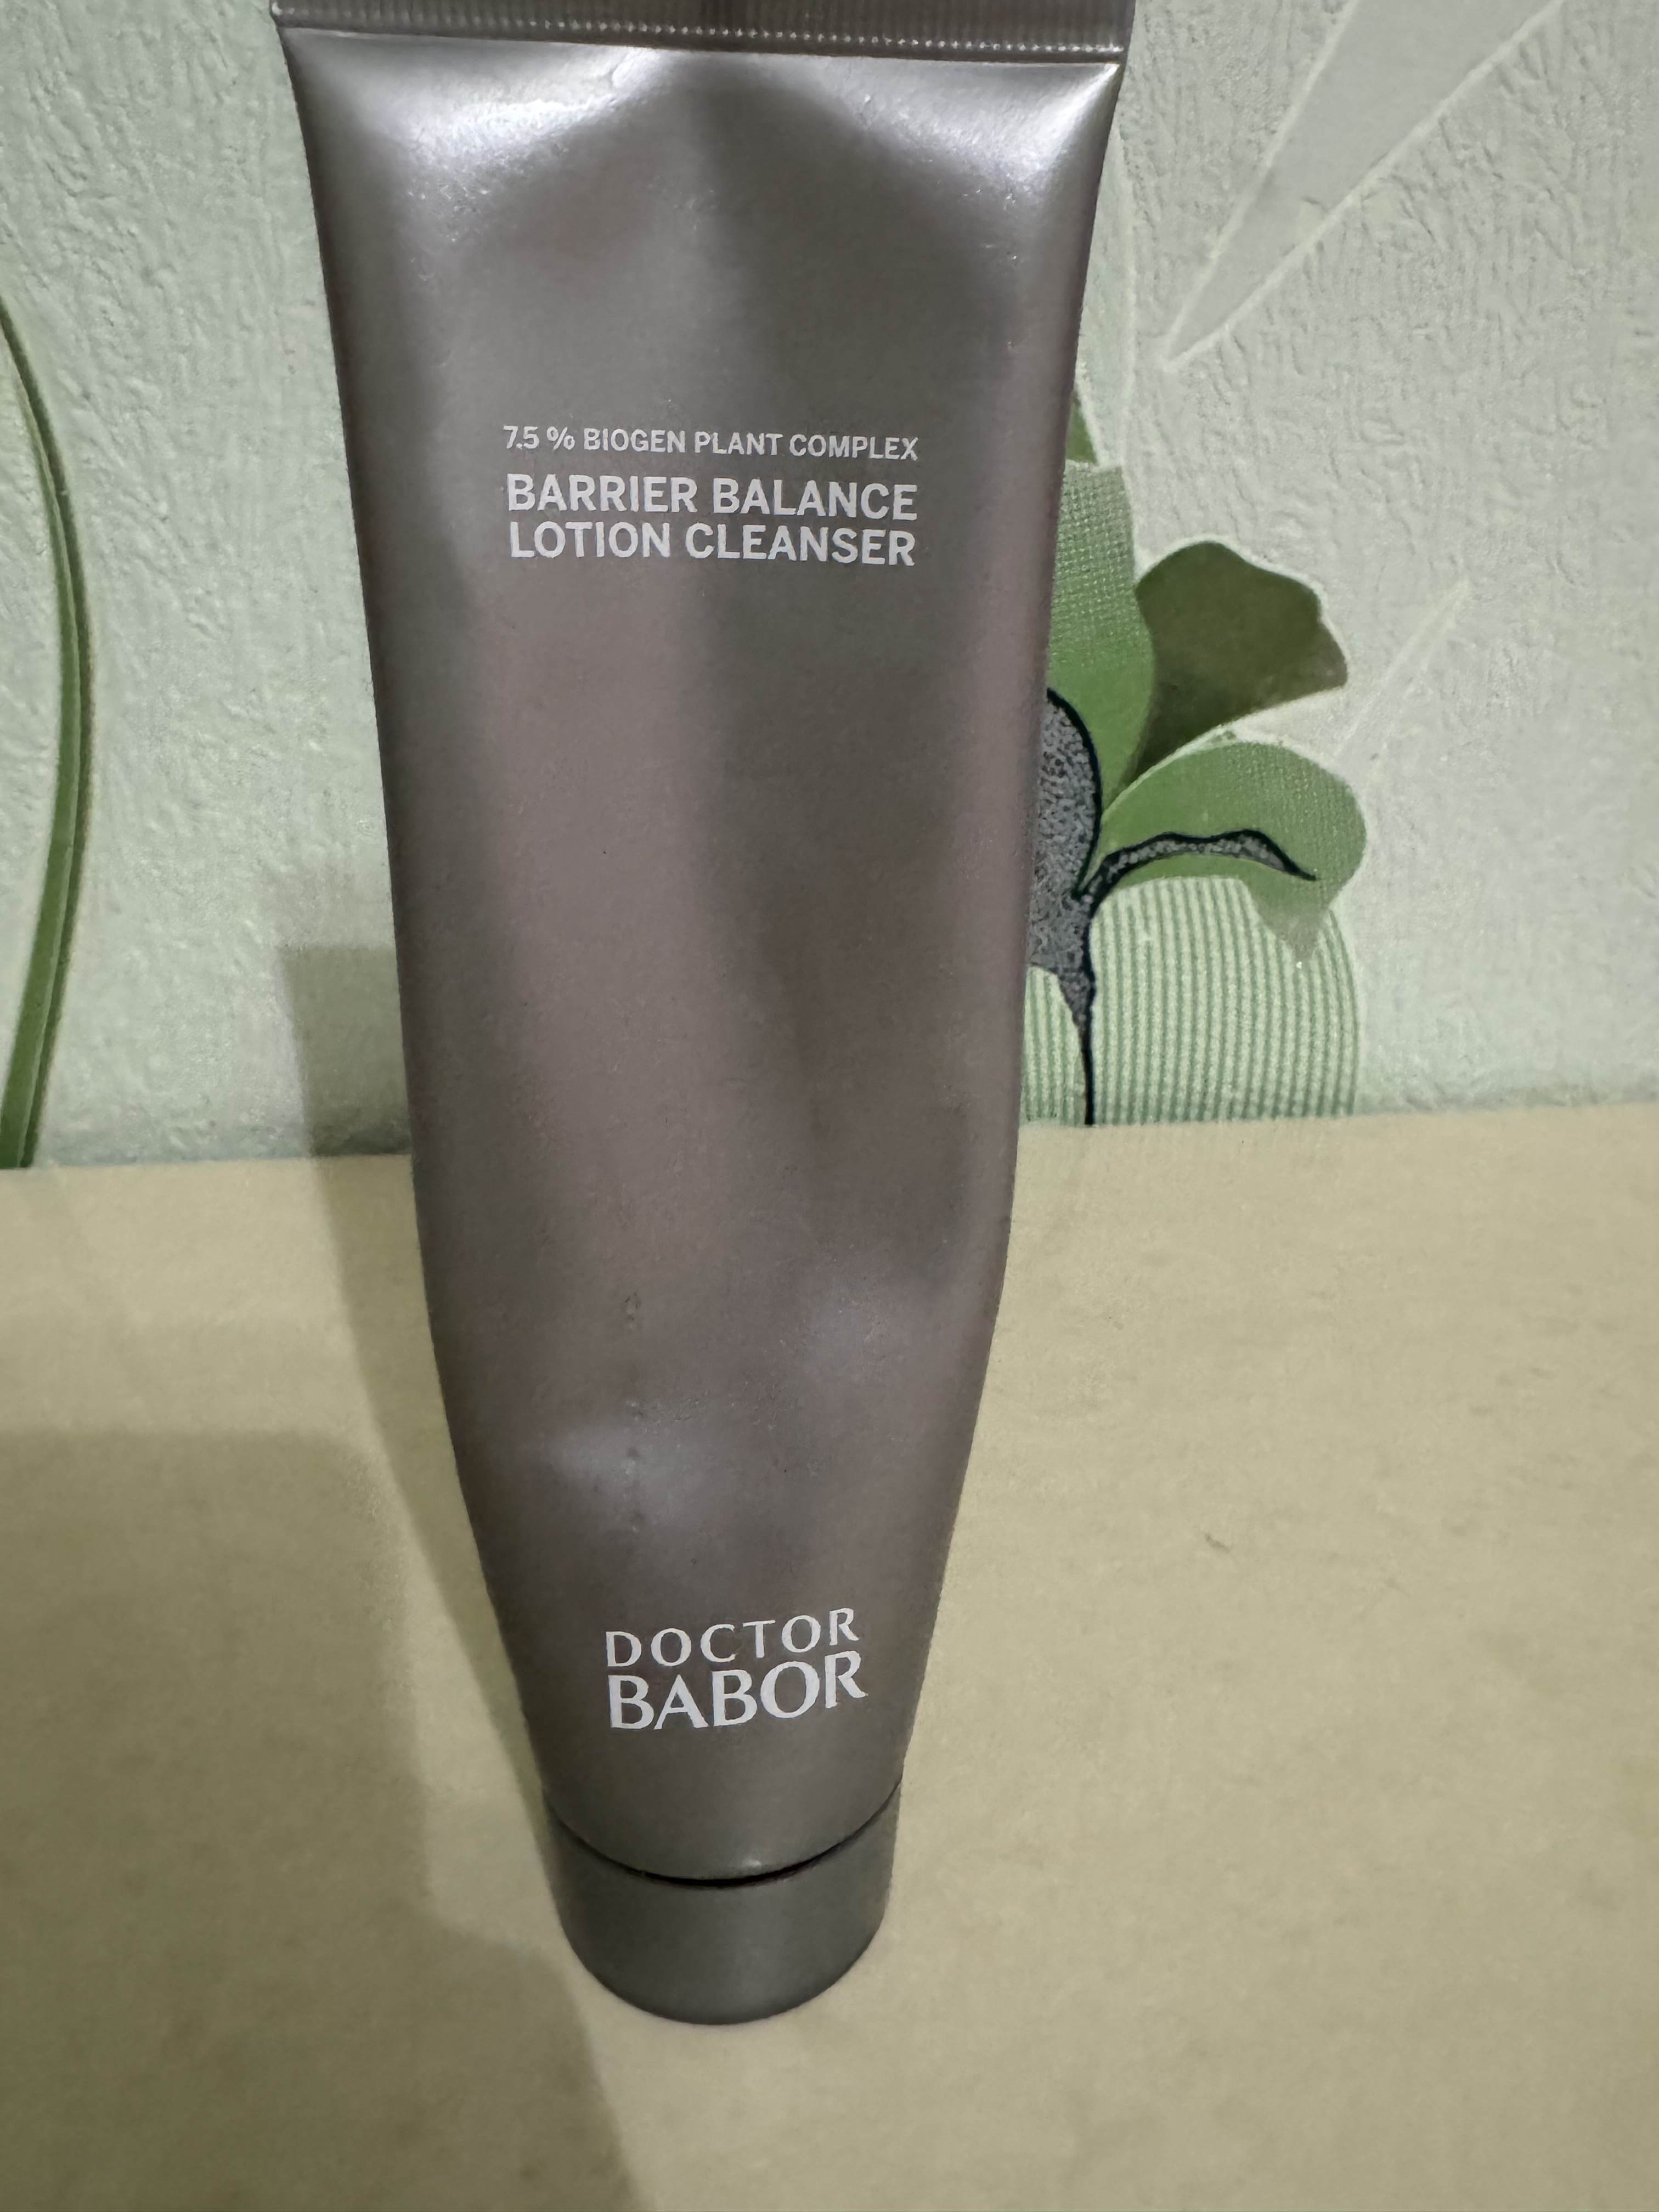 7.5 % BIOGEN PLANT COMPLEX
BARRIER BALANCE
LOTION CLEANSER
DOCTOR
BABOR